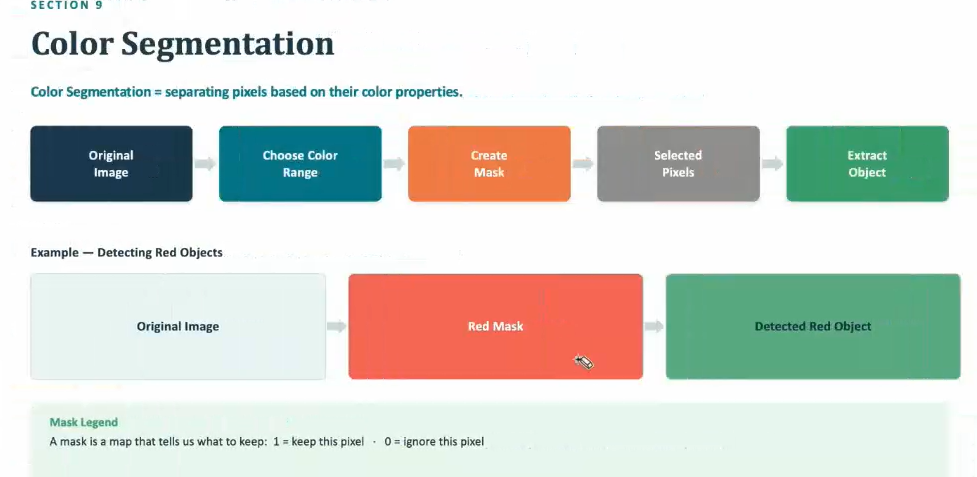 SECTION 9
Color Segmentation
Color Segmentation = separating pixels based on their color properties.
Original
Image
Choose Color
Range
Create
Mask
Selected
Pixels
Extract
Object
Example — Detecting Red Objects
Original Image
Red Mask
Detected Red Object
Mask Legend
A mask is a map that tells us what to keep: 1 = keep this pixel · 0 = ignore this pixel